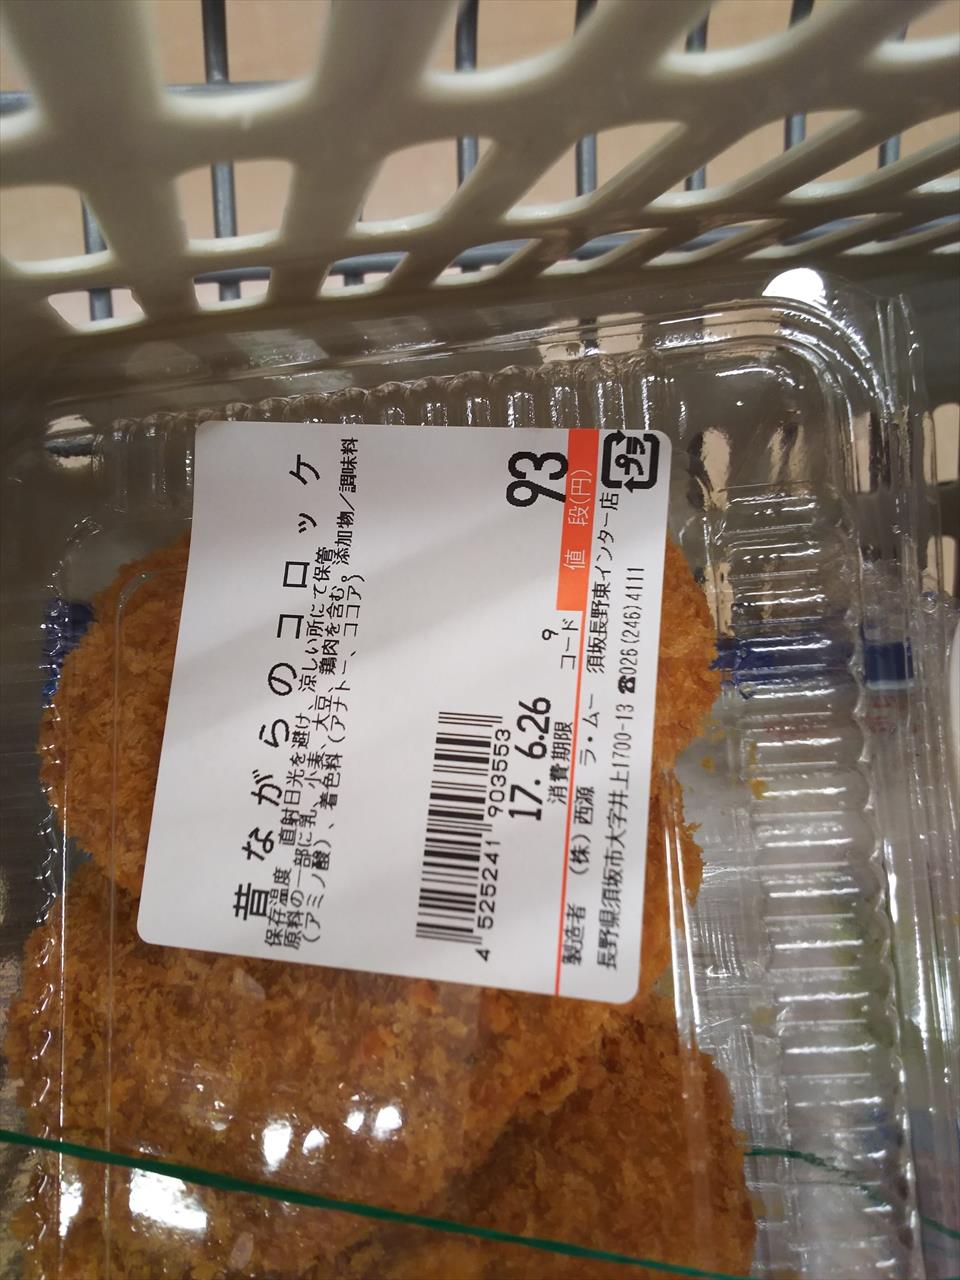 昔ながらのコロッケ
保存温度 直射日光を避け、涼しい所にて保管
原料の一部に乳、小麦、大豆、鶏肉を含む。添加物／調味料
（アミノ酸）、着色料（アナトー、ココア）
4 525241 903553
17. 6.26
消費期限
9
コード
93
値段(円)
製造者 （株）西源 ラ・ムー 須坂長野東インター店
長野県須坂市大字井上1700-13 ☎026(246)4111
プラ